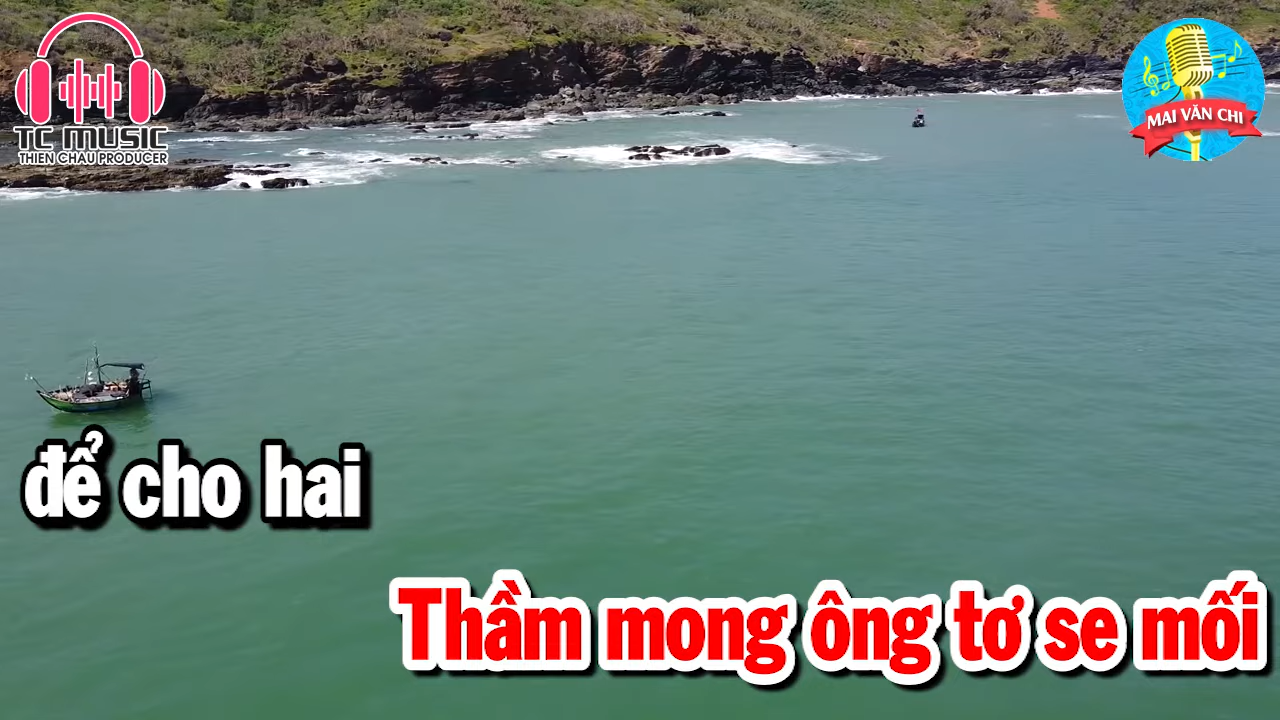 TC MUSIC
THIEN CHAU PRODUCER
MAI VĂN CHI
để cho hai
Thầm mong ông tơ se mối